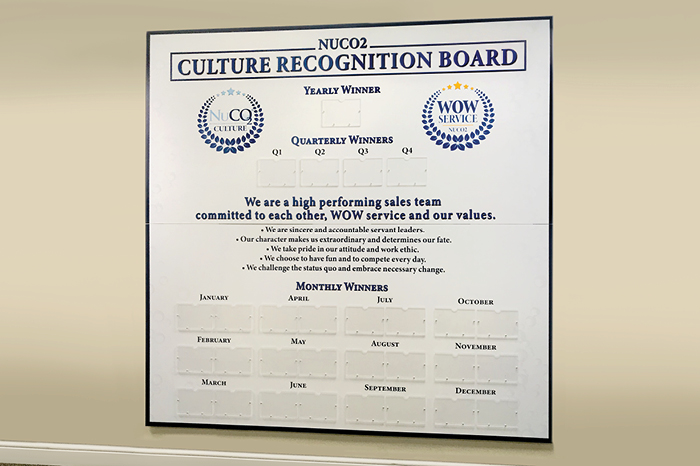 NUCO2
CULTURE RECOGNITION BOARD
YEARLY WINNER
NuCO2
CULTURE
WOW
SERVICE
NUCO2
QUARTERLY WINNERS
Q1 Q2 Q3 Q4
We are a high performing sales team
committed to each other, WOW service and our values.
• We are sincere and accountable servant leaders.
• Our character makes us extraordinary and determines our fate.
• We take pride in our attitude and work ethic.
• We choose to have fun and to compete every day.
• We challenge the status quo and embrace necessary change.
MONTHLY WINNERS
JANUARY APRIL JULY OCTOBER
FEBRUARY MAY AUGUST NOVEMBER
MARCH JUNE SEPTEMBER DECEMBER